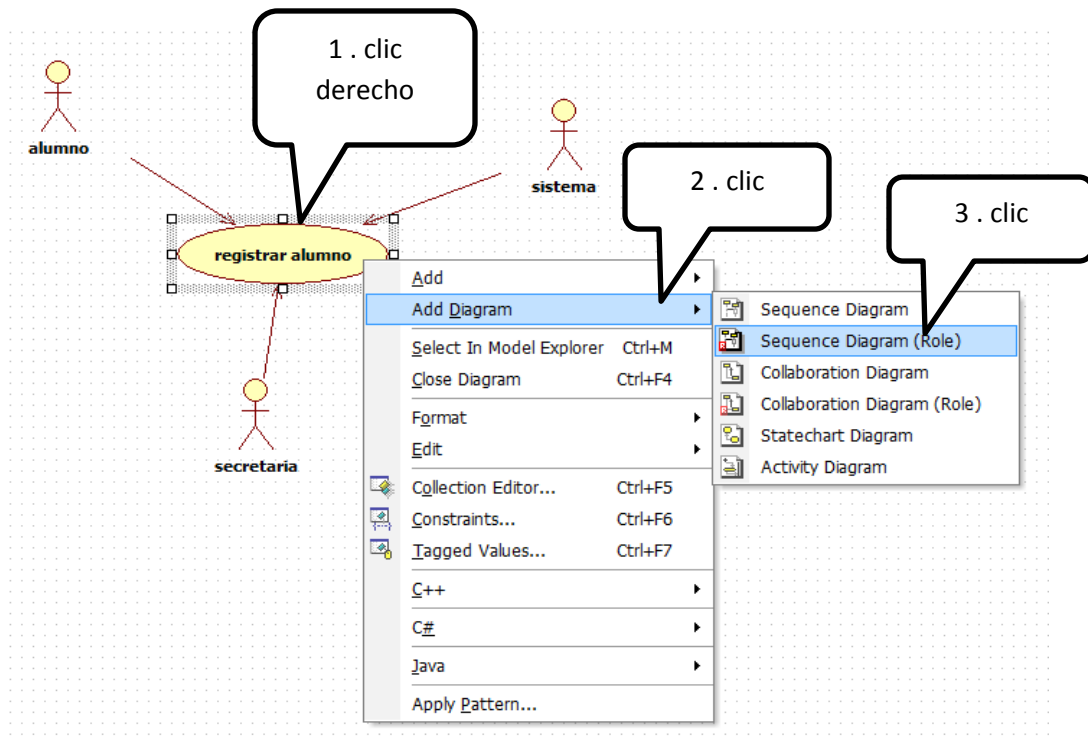 1 . clic
derecho
alumno
sistema
2 . clic
3 . clic
registrar alumno
secretaria
Add
Add Diagram
Select In Model Explorer Ctrl+M
Close Diagram Ctrl+F4
Format
Edit
Collection Editor... Ctrl+F5
Constraints... Ctrl+F6
Tagged Values... Ctrl+F7
C++
C#
Java
Apply Pattern...
Sequence Diagram
Sequence Diagram (Role)
Collaboration Diagram
Collaboration Diagram (Role)
Statechart Diagram
Activity Diagram